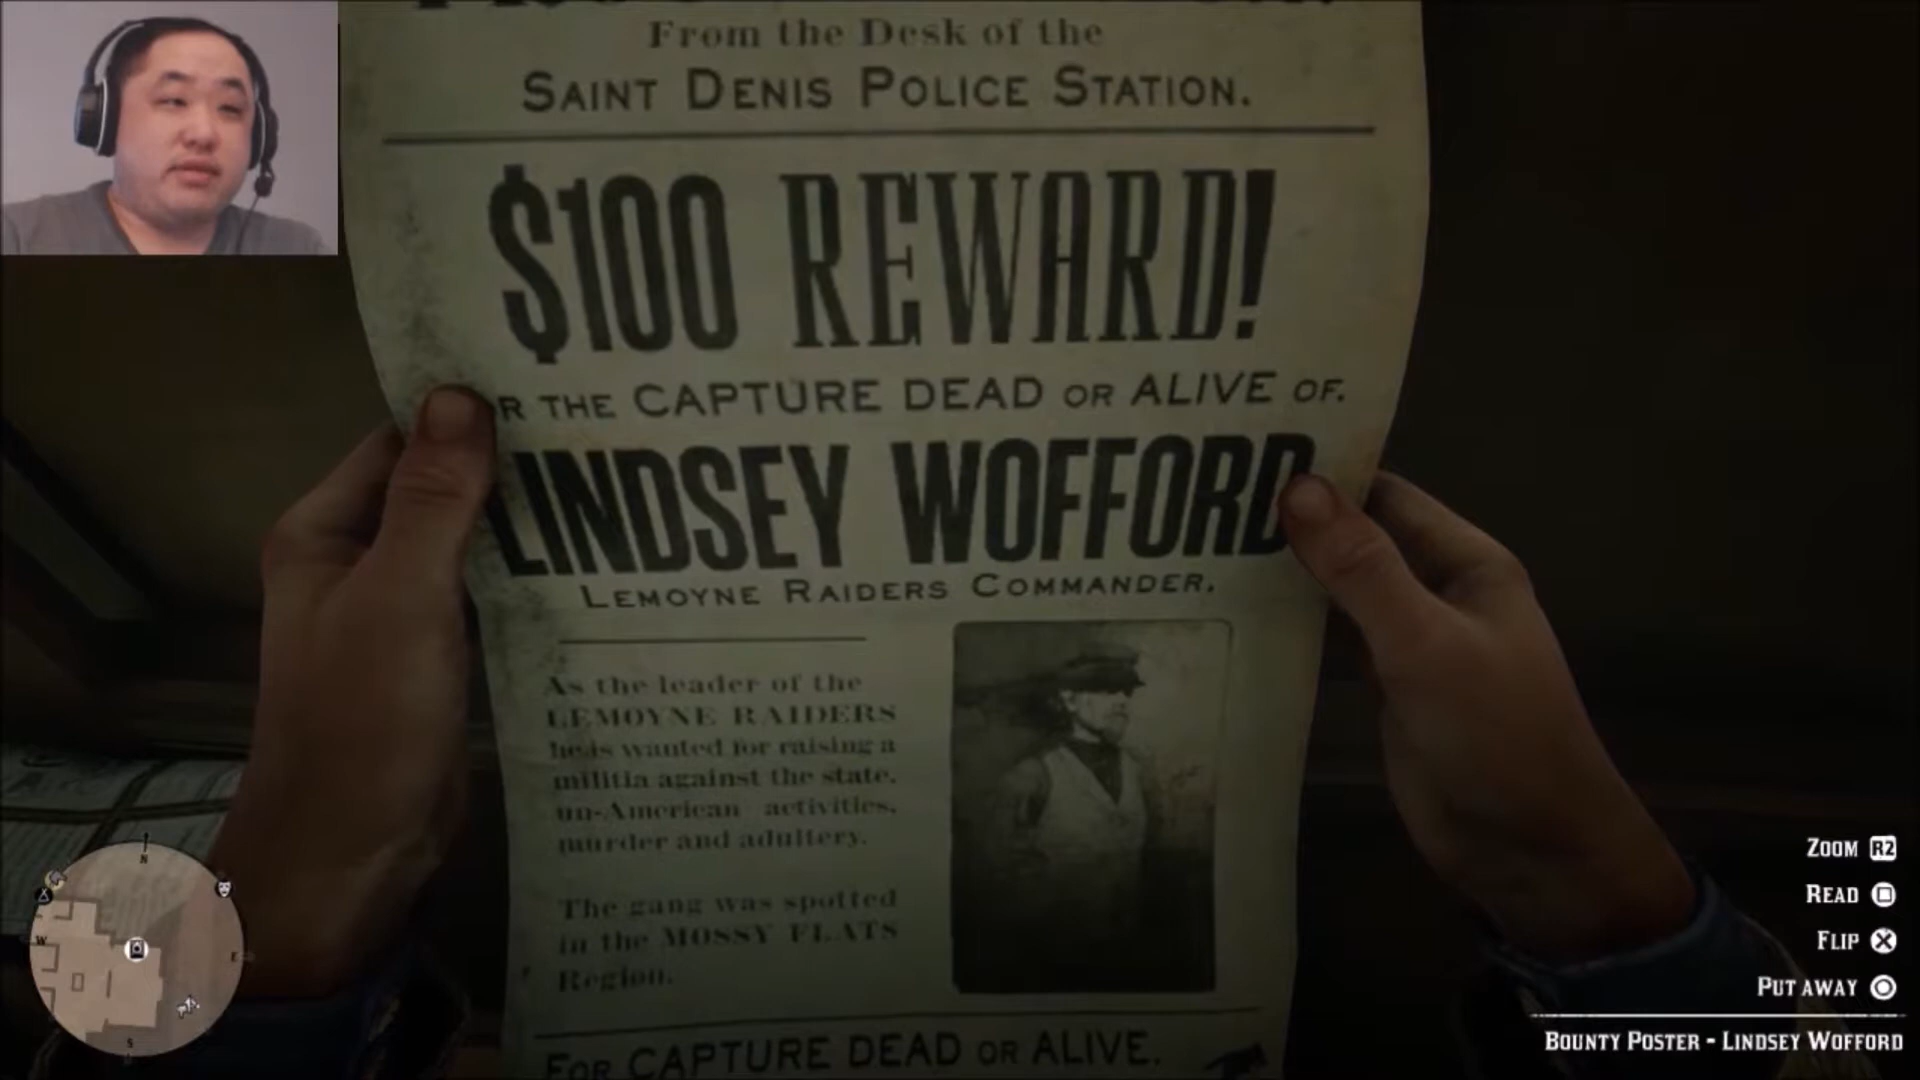 From the Desk of the
SAINT DENIS POLICE STATION.
$100 REWARD!
R THE CAPTURE DEAD OR ALIVE OF.
LINDSEY WOFFORD
LEMOYNE RAIDERS COMMANDER.
As the leader of the
LEMOYNE RAIDERS
he is wanted for raising a
militia against the state,
un-American activities,
murder and adultery.
The gang was spotted
in the MOSSY FLATS
Region.
FOR CAPTURE DEAD OR ALIVE.
N
W
E
S
ZOOM R2
READ
FLIP
PUT AWAY
BOUNTY POSTER - LINDSEY WOFFORD